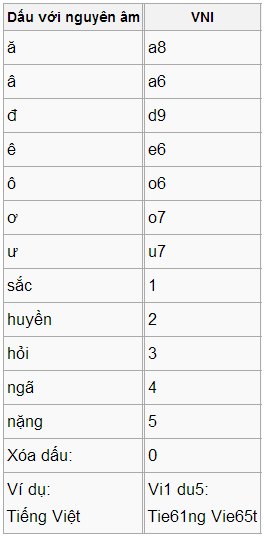 Dấu với nguyên âm VNI
ă a8
â a6
đ d9
ê e6
ô o6
ơ o7
ư u7
sắc 1
huyền 2
hỏi 3
ngã 4
nặng 5
Xóa dấu: 0
Ví dụ: Vi1 du5:
Tiếng Việt Tie61ng Vie65t